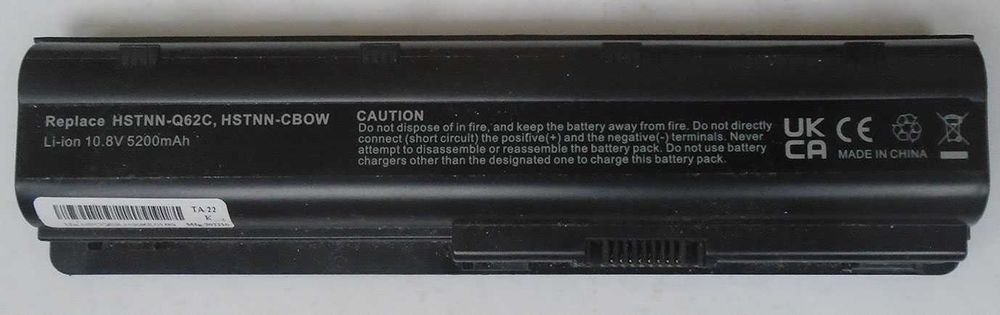 Replace HSTNN-Q62C, HSTNN-CBOW
Li-ion 10.8V 5200mAh
CAUTION
Do not dispose of in fire, and keep the battery away from fire. Do not directly
connect (short circuit) the positive(+) and the negative(-) terminals. Never
attempt to disassemble or reassemble the battery pack. Do not use battery
chargers other than the designated one to charge this battery pack.
UK
CA
CE
MADE IN CHINA
TA 22